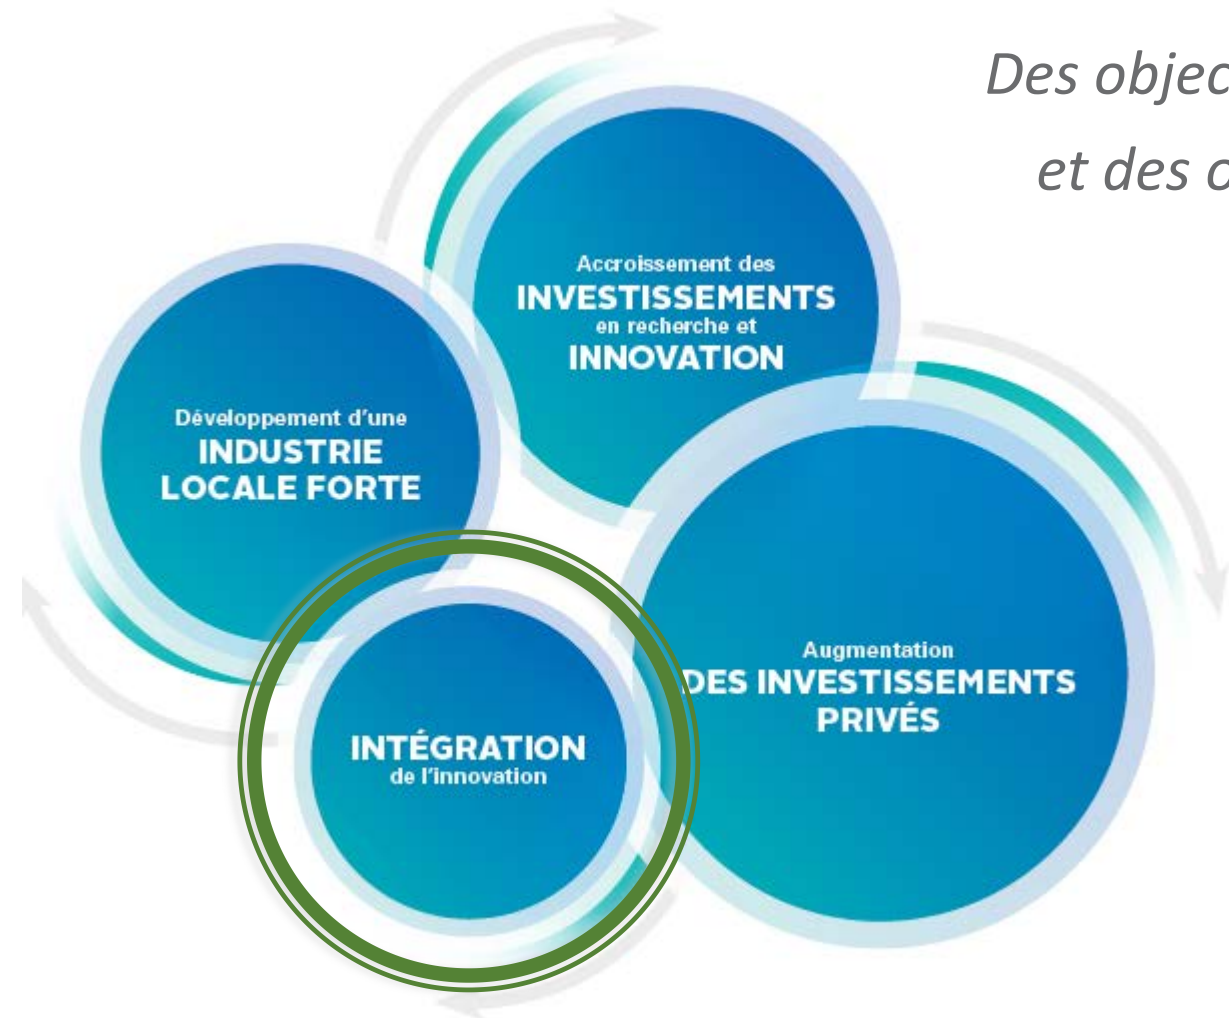 Des objec
et des o
Accroissement des
INVESTISSEMENTS
en recherche et
INNOVATION
Développement d'une
INDUSTRIE
LOCALE FORTE
Augmentation
DES INVESTISSEMENTS
PRIVÉS
INTÉGRATION
de l'innovation